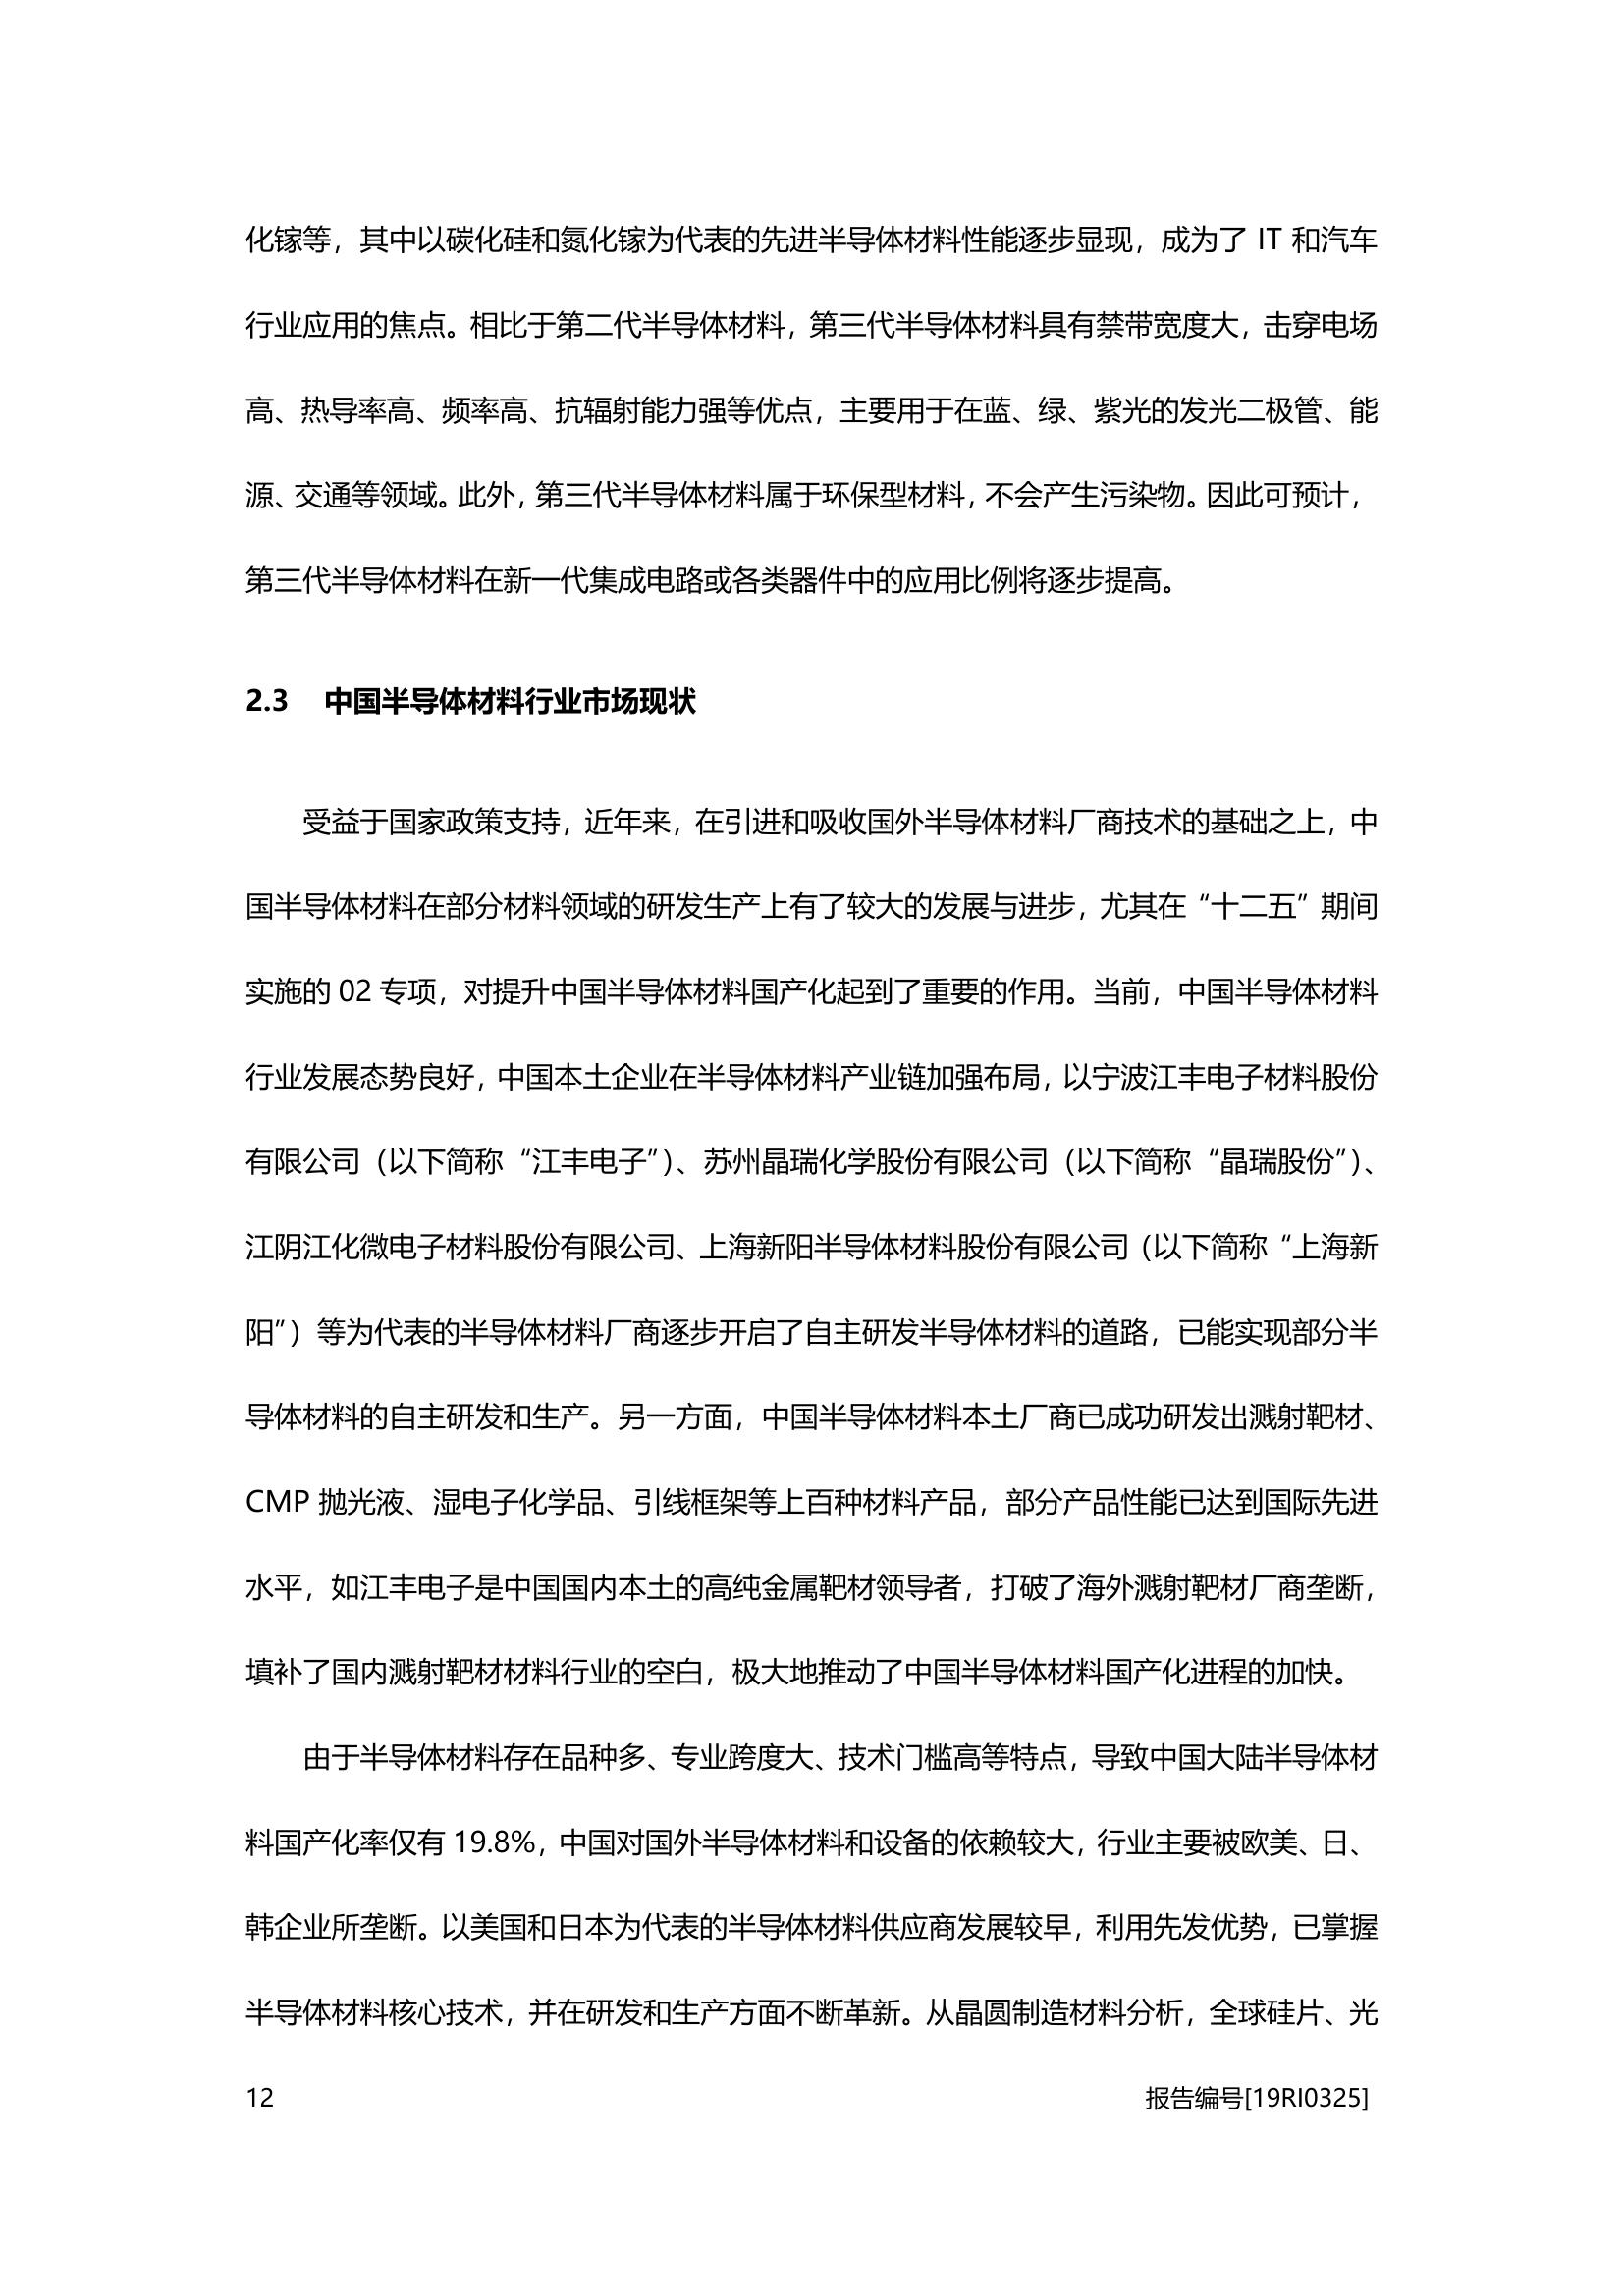 化镓等，其中以碳化硅和氮化镓为代表的先进半导体材料性能逐步显现，成为了 IT 和汽车
行业应用的焦点。相比于第二代半导体材料，第三代半导体材料具有禁带宽度大，击穿电场
高、热导率高、频率高、抗辐射能力强等优点，主要用于在蓝、绿、紫光的发光二极管、能
源、交通等领域。此外，第三代半导体材料属于环保型材料，不会产生污染物。因此可预计，
第三代半导体材料在新一代集成电路或各类器件中的应用比例将逐步提高。
2.3 中国半导体材料行业市场现状
受益于国家政策支持，近年来，在引进和吸收国外半导体材料厂商技术的基础之上，中
国半导体材料在部分材料领域的研发生产上有了较大的发展与进步，尤其在“十二五”期间
实施的 02 专项，对提升中国半导体材料国产化起到了重要的作用。当前，中国半导体材料
行业发展态势良好，中国本土企业在半导体材料产业链加强布局，以宁波江丰电子材料股份
有限公司（以下简称“江丰电子”）、苏州晶瑞化学股份有限公司（以下简称“晶瑞股份”）、
江阴江化微电子材料股份有限公司、上海新阳半导体材料股份有限公司（以下简称“上海新
阳”）等为代表的半导体材料厂商逐步开启了自主研发半导体材料的道路，已能实现部分半
导体材料的自主研发和生产。另一方面，中国半导体材料本土厂商已成功研发出溅射靶材、
CMP 抛光液、湿电子化学品、引线框架等上百种材料产品，部分产品性能已达到国际先进
水平，如江丰电子是中国国内本土的高纯金属靶材领导者，打破了海外溅射靶材厂商垄断，
填补了国内溅射靶材材料行业的空白，极大地推动了中国半导体材料国产化进程的加快。
由于半导体材料存在品种多、专业跨度大、技术门槛高等特点，导致中国大陆半导体材
料国产化率仅有 19.8%，中国对国外半导体材料和设备的依赖较大，行业主要被欧美、日、
韩企业所垄断。以美国和日本为代表的半导体材料供应商发展较早，利用先发优势，已掌握
半导体材料核心技术，并在研发和生产方面不断革新。从晶圆制造材料分析，全球硅片、光
12 报告编号[19RI0325]